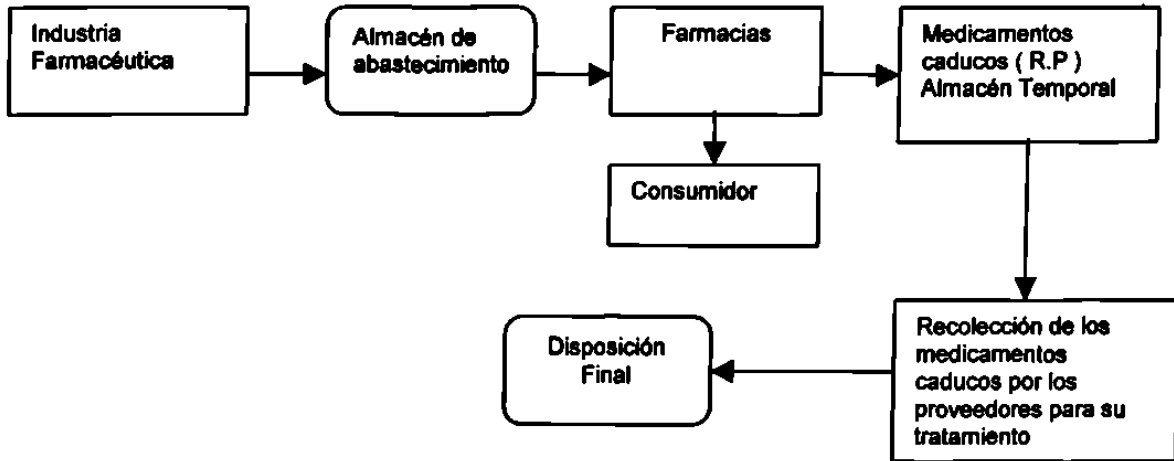 Industria
Farmacéutica
Almacén de
abastecimiento
Farmacias
Medicamentos
caducos ( R.P )
Almacén Temporal
Consumidor
Recolección de los
medicamentos
caducos por los
proveedores para su
tratamiento
Disposición
Final